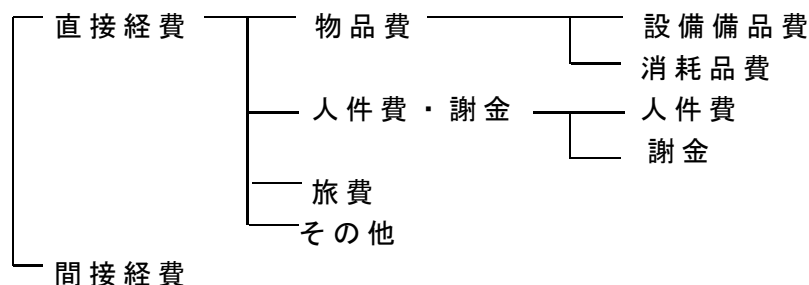 直接経費 物品費 設備備品費
消耗品費
人件費・謝金 人件費
謝金
旅費
その他
間接経費